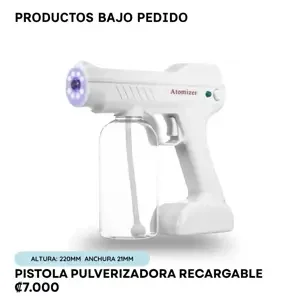 PRODUCTOS BAJO PEDIDO
Atomizer
ALTURA: 220MM  ANCHURA 21MM
PISTOLA PULVERIZADORA RECARGABLE
₡7.000